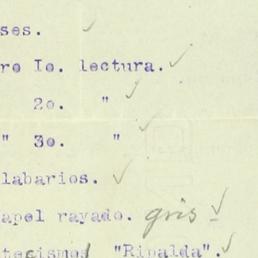 ses.
ro Io. lectura.
2o. "
" 3o. "
labarios.
apel rayado. gris
tecismos "Ripalda".